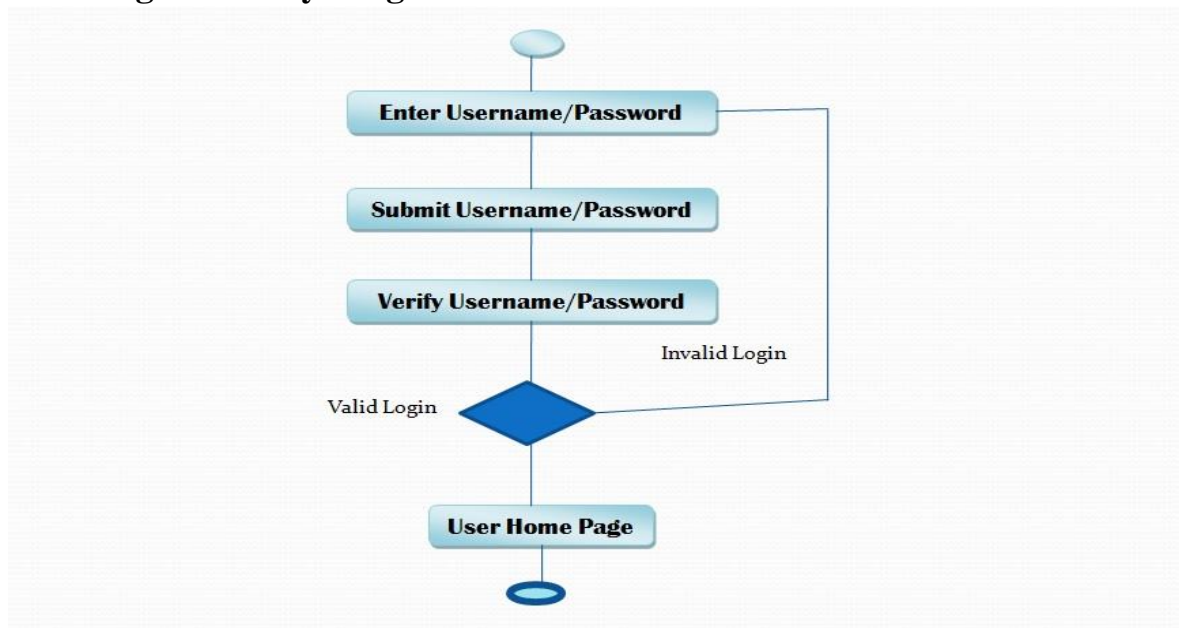 Enter Username/Password
Submit Username/Password
Verify Username/Password
Invalid Login
Valid Login
User Home Page